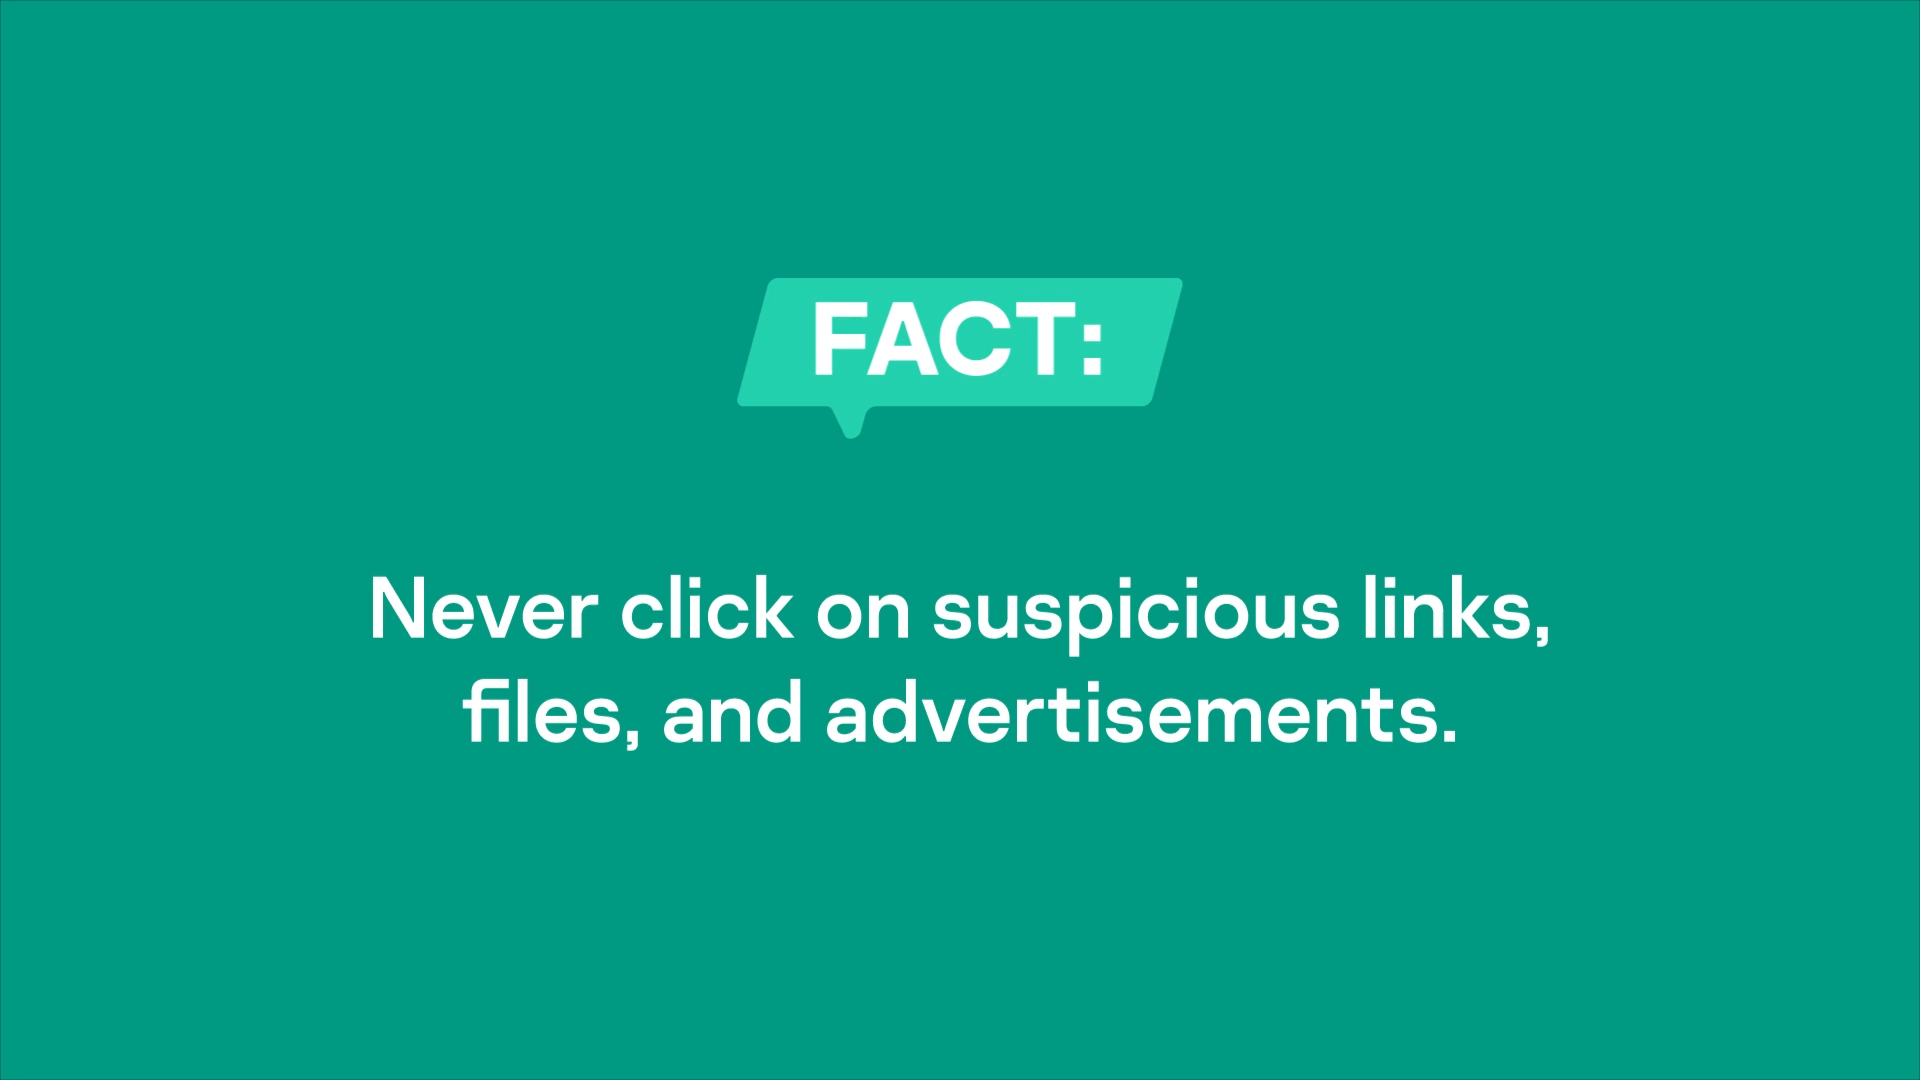 FACT:
Never click on suspicious links,
files, and advertisements.